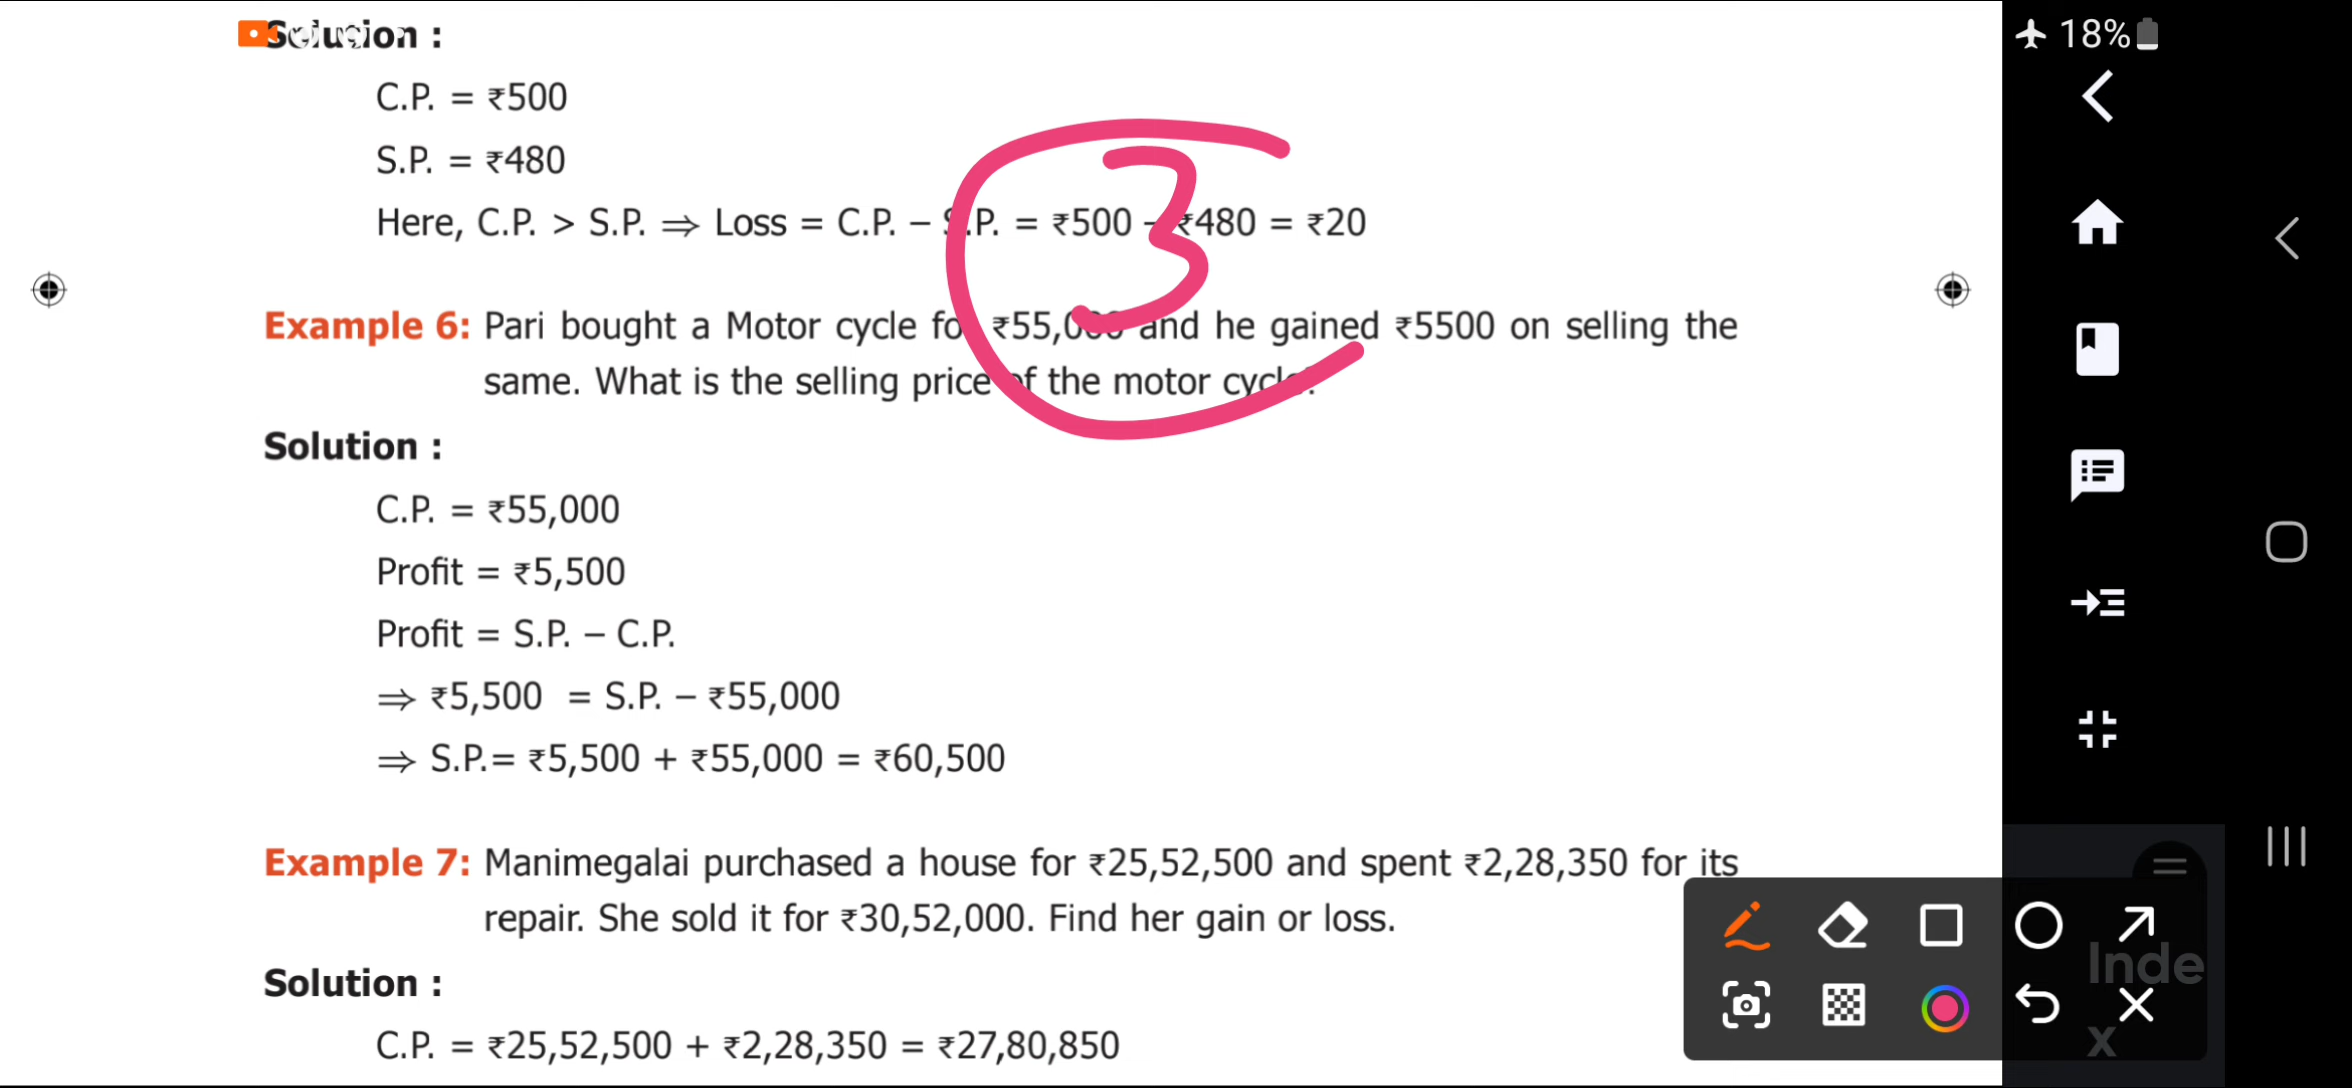 Solution :
18%
C.P. = ₹500
S.P. = ₹480
Here, C.P. > S.P. ⇒ Loss = C.P. – S.P. = ₹500 – ₹480 = ₹20
3
Example 6: Pari bought a Motor cycle for ₹55,000 and he gained ₹5500 on selling the
same. What is the selling price of the motor cycle?
Solution :
C.P. = ₹55,000
Profit = ₹5,500
Profit = S.P. – C.P.
⇒ ₹5,500 = S.P. – ₹55,000
⇒ S.P.= ₹5,500 + ₹55,000 = ₹60,500
Example 7: Manimegalai purchased a house for ₹25,52,500 and spent ₹2,28,350 for its
repair. She sold it for ₹30,52,000. Find her gain or loss.
Solution :
C.P. = ₹25,52,500 + ₹2,28,350 = ₹27,80,850
Inde
x